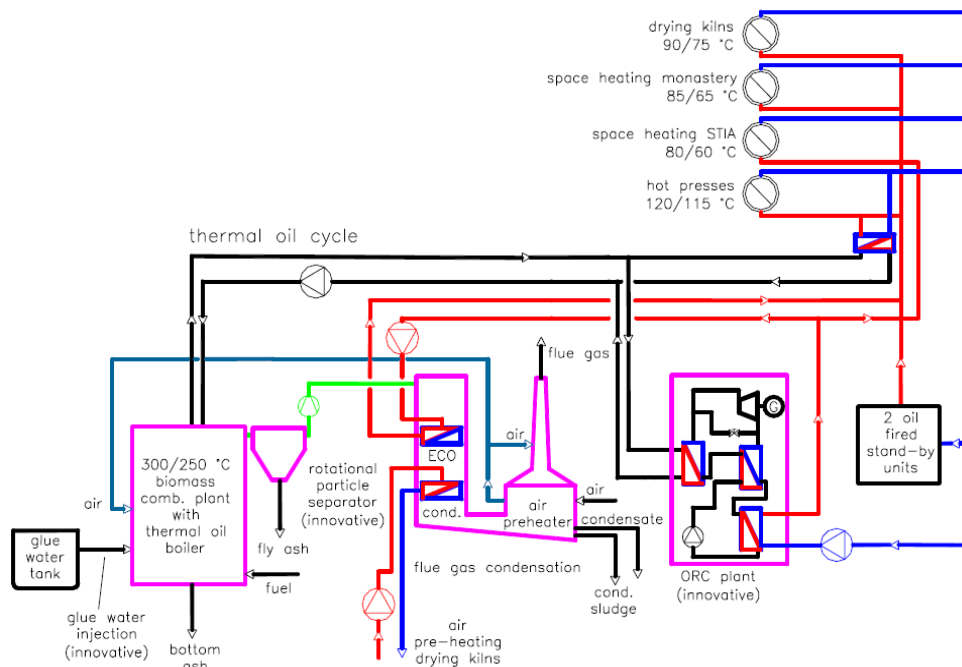 drying kilns
90/75 °C
space heating monastery
85/65 °C
space heating STIA
80/60 °C
hot presses
120/115 °C
thermal oil cycle
flue gas
G
2 oil
fired
stand-by
units
300/250 °C
biomass
comb. plant
with
thermal oil
boiler
air
glue
water
tank
glue water
injection
(innovative)
bottom
ash
fuel
fly ash
rotational
particle
separator
(innovative)
ECO
cond.
air
air
preheater
air
condensate
flue gas condensation
cond.
sludge
air
pre-heating
drying kilns
ORC plant
(innovative)